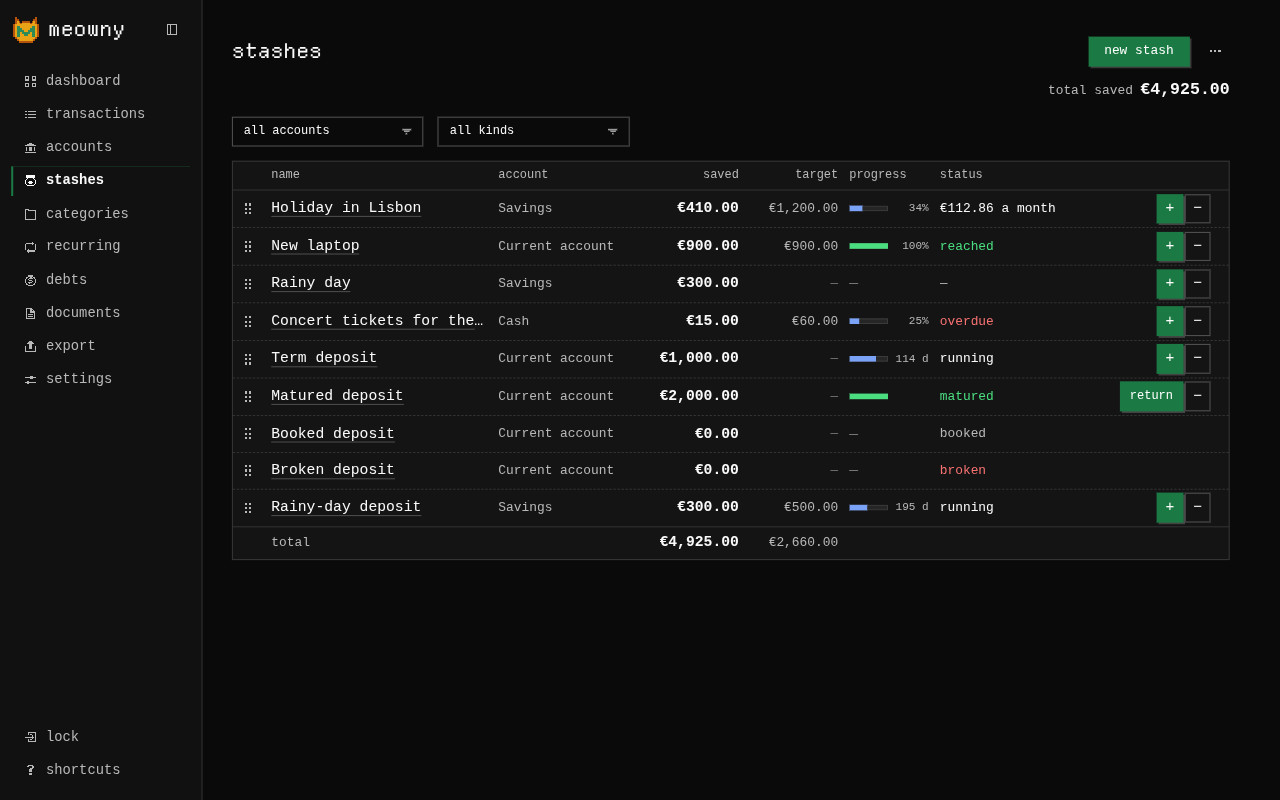 meowny
dashboard
transactions
accounts
stashes
categories
recurring
debts
documents
export
settings
lock
? shortcuts
stashes
new stash ...
total saved €4,925.00
all accounts all kinds
name account saved target progress status
Holiday in Lisbon Savings €410.00 €1,200.00 34% €112.86 a month + −
New laptop Current account €900.00 €900.00 100% reached + −
Rainy day Savings €300.00 — — — + −
Concert tickets for the… Cash €15.00 €60.00 25% overdue + −
Term deposit Current account €1,000.00 — 114 d running + −
Matured deposit Current account €2,000.00 — matured return −
Booked deposit Current account €0.00 — — booked
Broken deposit Current account €0.00 — — broken
Rainy-day deposit Savings €300.00 €500.00 195 d running + −
total €4,925.00 €2,660.00